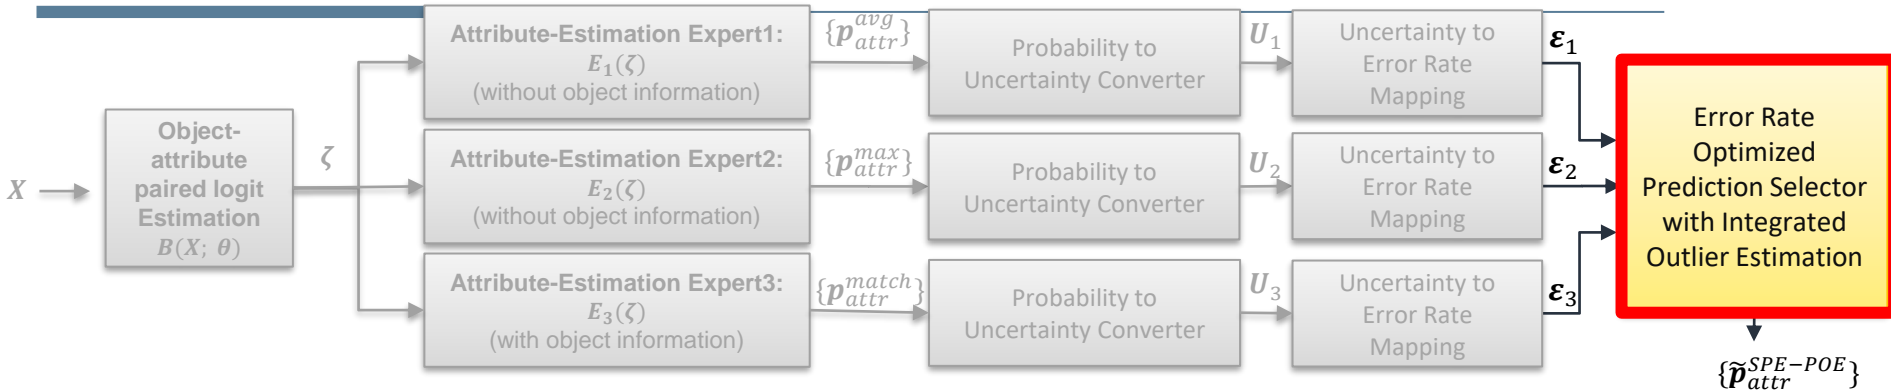 X
Object-
attribute
paired logit
Estimation
B(X; θ)
ζ
Attribute-Estimation Expert1:
E₁(ζ)
(without object information)
{p_attr^avg}
Probability to
Uncertainty Converter
U₁
Uncertainty to
Error Rate
Mapping
ε₁
Attribute-Estimation Expert2:
E₂(ζ)
(without object information)
{p_attr^max}
Probability to
Uncertainty Converter
U₂
Uncertainty to
Error Rate
Mapping
ε₂
Attribute-Estimation Expert3:
E₃(ζ)
(with object information)
{p_attr^match}
Probability to
Uncertainty Converter
U₃
Uncertainty to
Error Rate
Mapping
ε₃
Error Rate
Optimized
Prediction Selector
with Integrated
Outlier Estimation
{p̃_attr^SPE−POE}